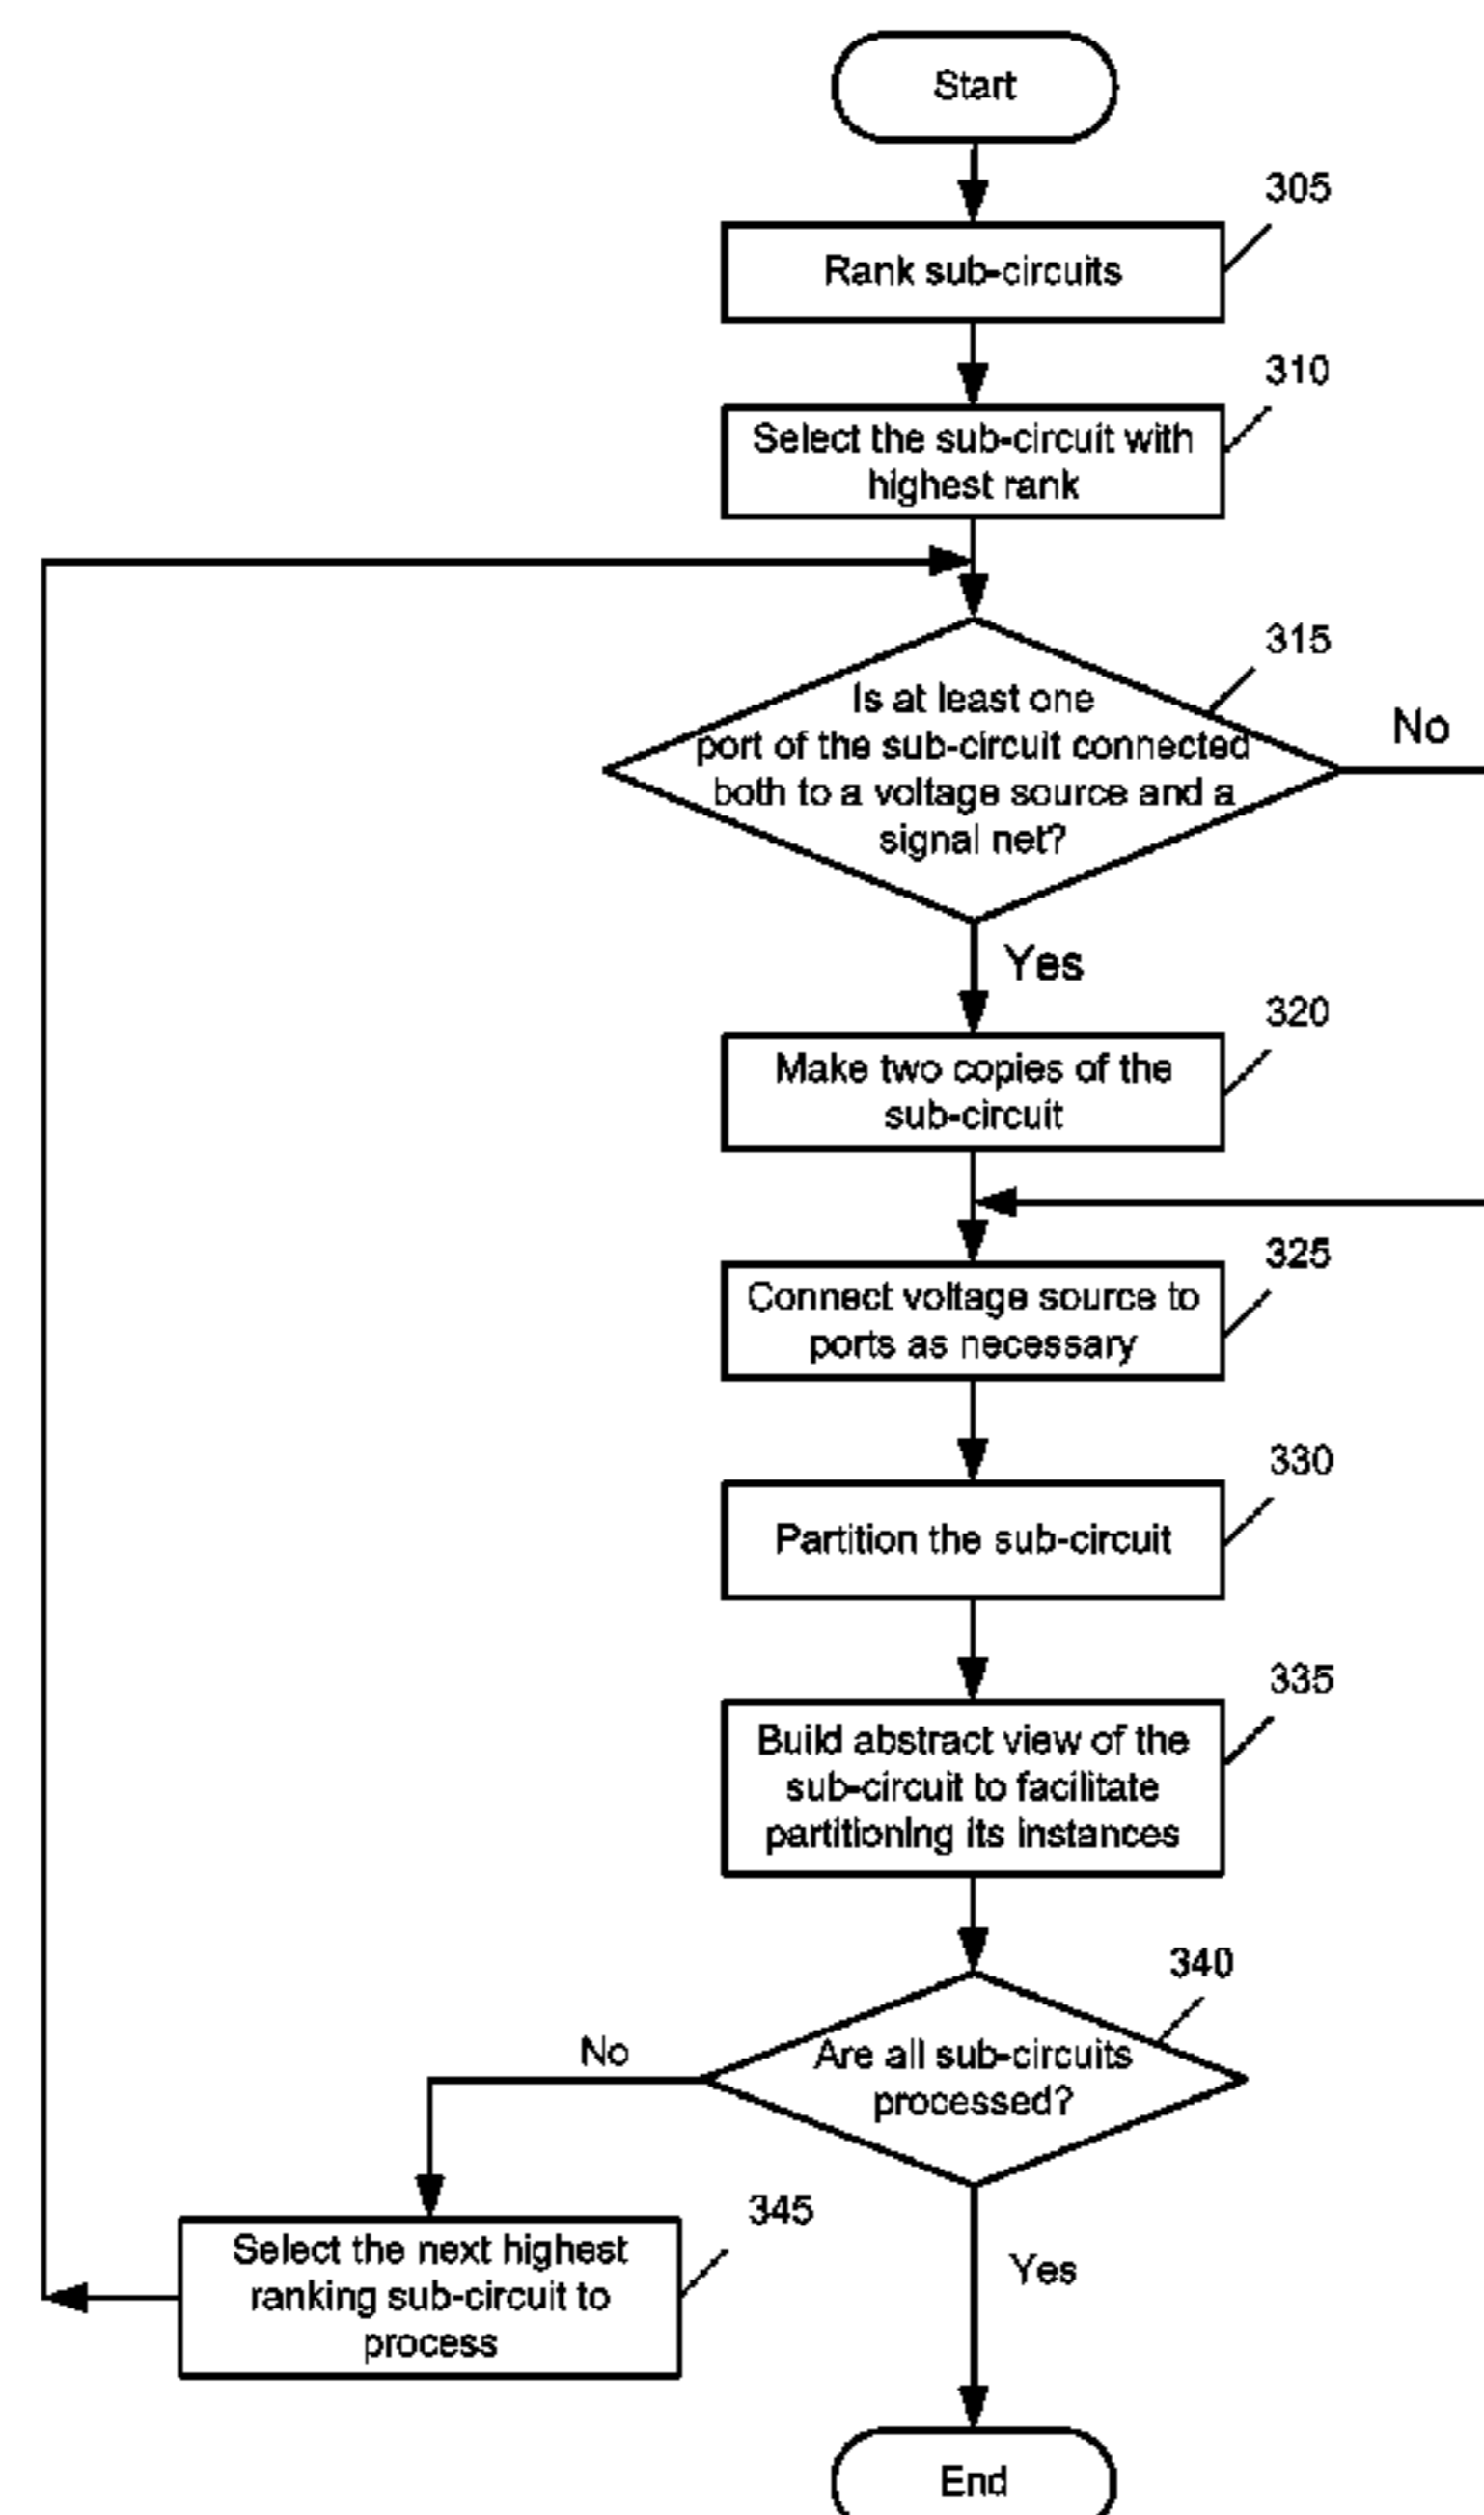 Start
305
Rank sub-circuits
310
Select the sub-circuit with
highest rank
315
Is at least one
port of the sub-circuit connected
both to a voltage source and a
signal net?
No
Yes
320
Make two copies of the
sub-circuit
325
Connect voltage source to
ports as necessary
330
Partition the sub-circuit
335
Build abstract view of the
sub-circuit to facilitate
partitioning its instances
340
Are all sub-circuits
processed?
No
345
Select the next highest
ranking sub-circuit to
process
Yes
End